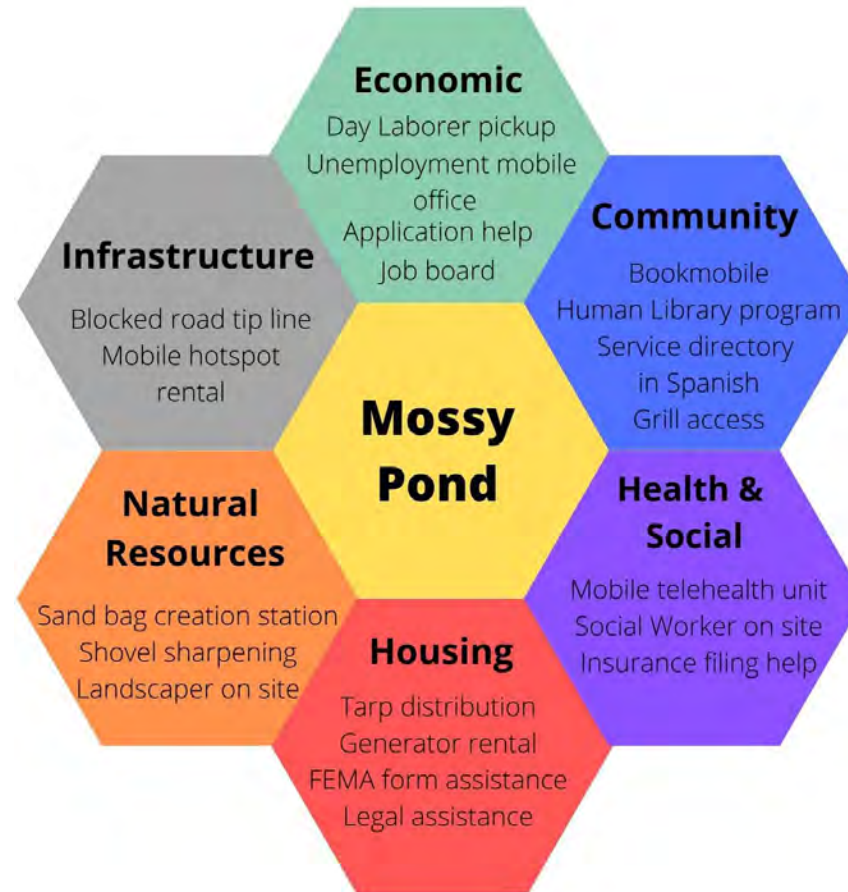 Economic
Day Laborer pickup
Unemployment mobile
office
Application help
Job board
Community
Bookmobile
Human Library program
Service directory
in Spanish
Grill access
Infrastructure
Blocked road tip line
Mobile hotspot
rental
Mossy
Pond
Natural
Resources
Sand bag creation station
Shovel sharpening
Landscaper on site
Health &
Social
Mobile telehealth unit
Social Worker on site
Insurance filing help
Housing
Tarp distribution
Generator rental
FEMA form assistance
Legal assistance